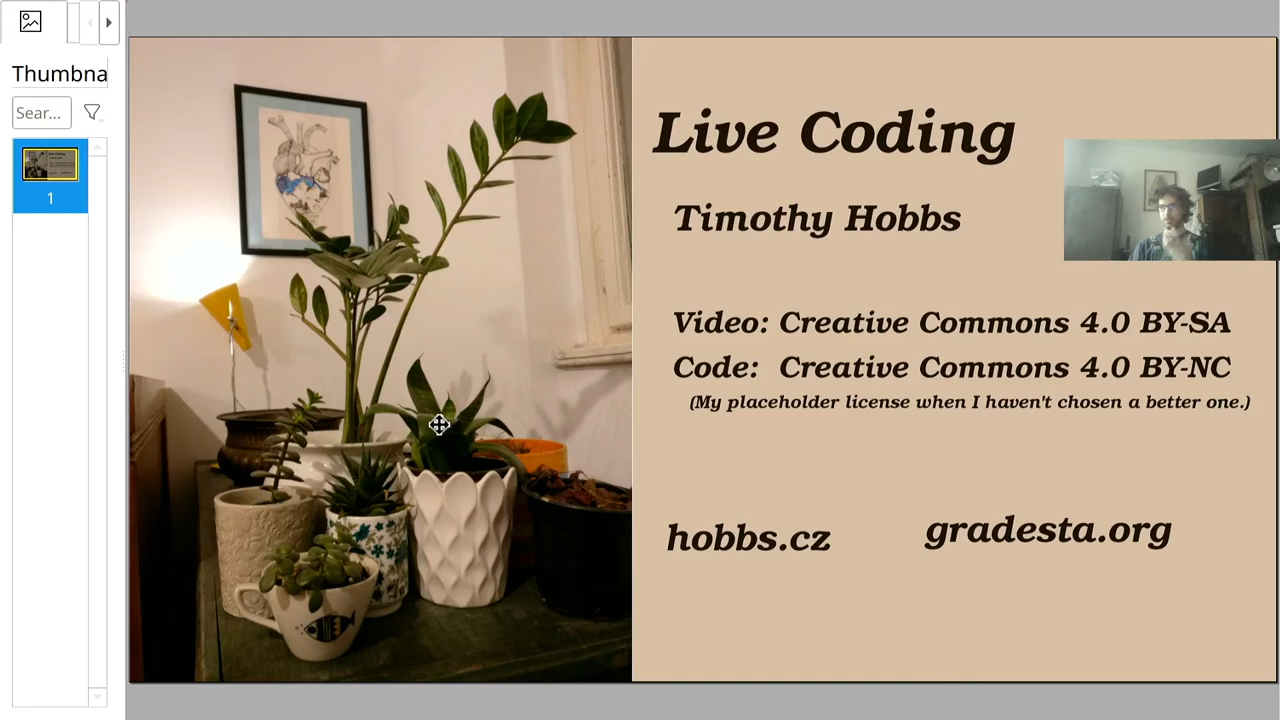 Thumbna
Sear...
1
Live Coding
Timothy Hobbs
Video: Creative Commons 4.0 BY-SA
Code: Creative Commons 4.0 BY-NC
(My placeholder license when I haven't chosen a better one.)
hobbs.cz
gradesta.org